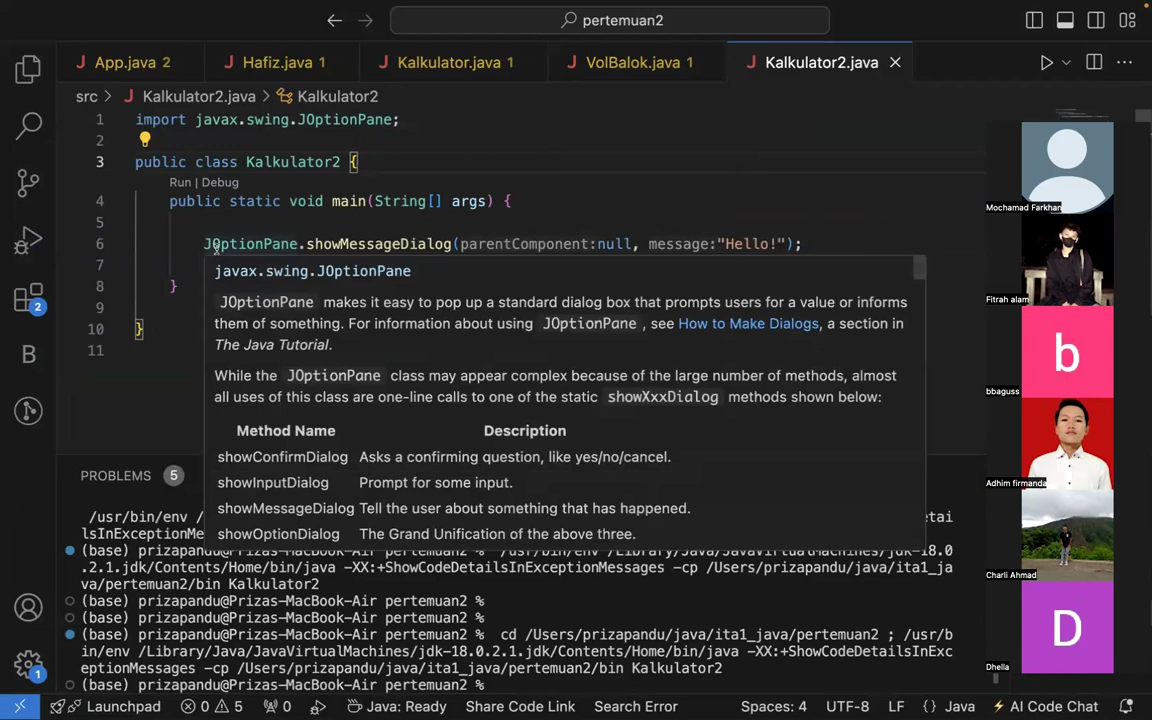 pertemuan2
App.java 2
Hafiz.java 1
Kalkulator.java 1
VolBalok.java 1
Kalkulator2.java
src > Kalkulator2.java > Kalkulator2
1 import javax.swing.JOptionPane;
2
3 public class Kalkulator2 {
Run | Debug
4 public static void main(String[] args) {
5
6 JOptionPane.showMessageDialog(parentComponent:null, message:"Hello!");
7
8 }
9
10 }
11
javax.swing.JOptionPane
JOptionPane makes it easy to pop up a standard dialog box that prompts users for a value or informs
them of something. For information about using JOptionPane , see How to Make Dialogs, a section in
The Java Tutorial.
While the JOptionPane class may appear complex because of the large number of methods, almost
all uses of this class are one-line calls to one of the static showXxxDialog methods shown below:
Method Name Description
showConfirmDialog Asks a confirming question, like yes/no/cancel.
showInputDialog Prompt for some input.
showMessageDialog Tell the user about something that has happened.
showOptionDialog The Grand Unification of the above three.
PROBLEMS 5
/usr/bin/env
lsInExceptionMes
(base) prizapandu@Prizas-MacBook-Air pertemuan2 % /usr/bin/env /Library/Java/JavaVirtualMachines/jdk-18.0
.2.1.jdk/Contents/Home/bin/java -XX:+ShowCodeDetailsInExceptionMessages -cp /Users/prizapandu/java/ita1_ja
va/pertemuan2/bin Kalkulator2
(base) prizapandu@Prizas-MacBook-Air pertemuan2 %
(base) prizapandu@Prizas-MacBook-Air pertemuan2 %
(base) prizapandu@Prizas-MacBook-Air pertemuan2 % cd /Users/prizapandu/java/ita1_java/pertemuan2 ; /usr/b
in/env /Library/Java/JavaVirtualMachines/jdk-18.0.2.1.jdk/Contents/Home/bin/java -XX:+ShowCodeDetailsInExc
eptionMessages -cp /Users/prizapandu/java/ita1_java/pertemuan2/bin Kalkulator2
(base) prizapandu@Prizas-MacBook-Air pertemuan2 %
Mochamad Farkhan
Fitrah alam
b
bbaguss
Adhim firmanda
Charli Ahmad
D
Dhella
2
B
1
Launchpad 0 5 0 Java: Ready Share Code Link Search Error Spaces: 4 UTF-8 LF {} Java AI Code Chat